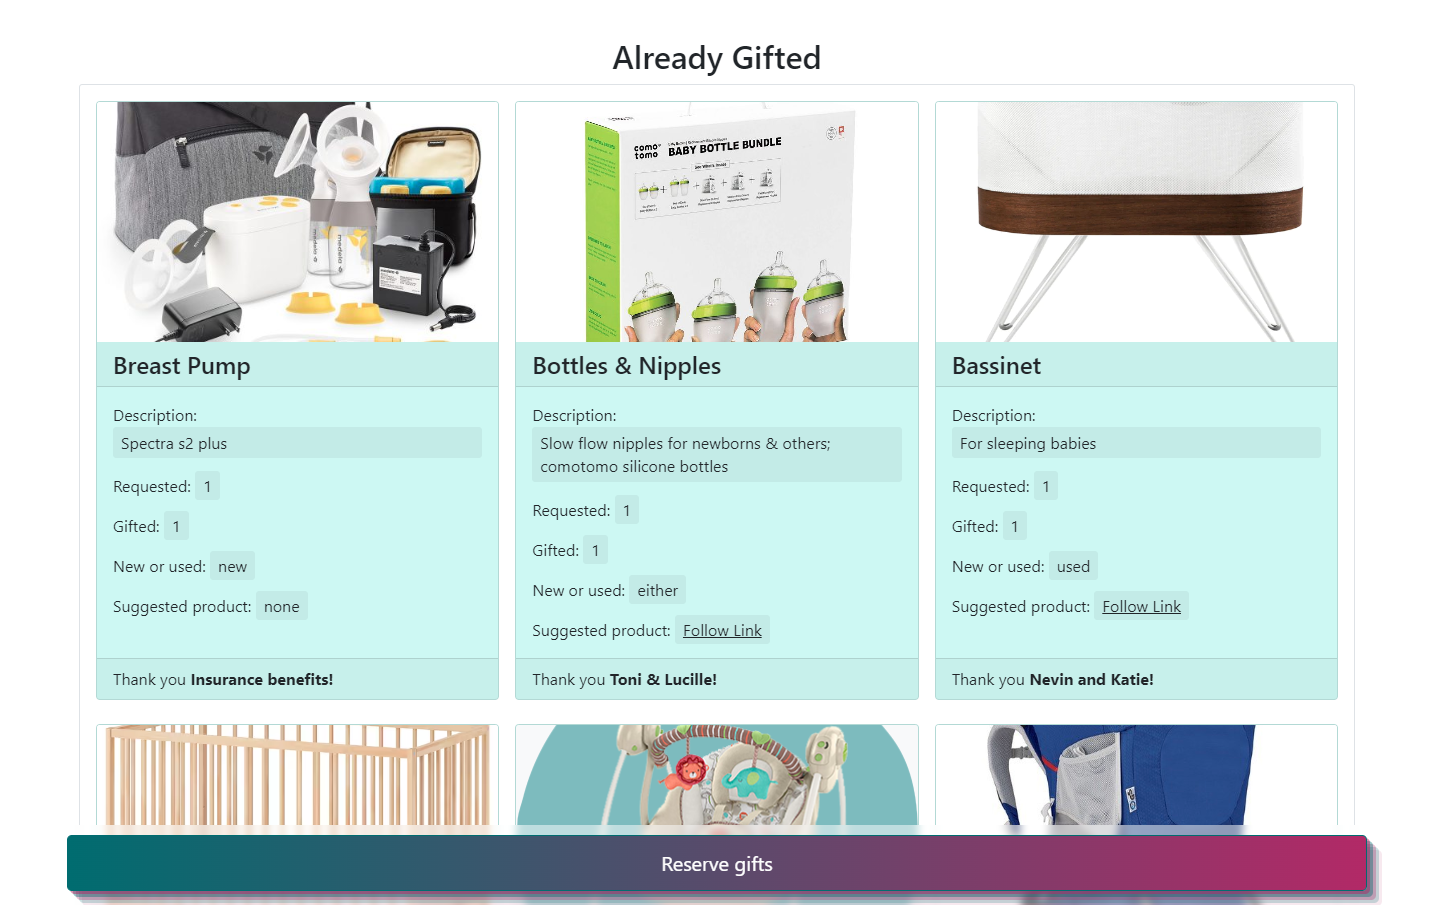 Already Gifted
como tomo
BABY BOTTLE BUNDLE
medela
medela
Breast Pump
Description:
Spectra s2 plus
Requested: 1
Gifted: 1
New or used: new
Suggested product: none
Thank you Insurance benefits!
Bottles & Nipples
Description:
Slow flow nipples for newborns & others;
comotomo silicone bottles
Requested: 1
Gifted: 1
New or used: either
Suggested product: Follow Link
Thank you Toni & Lucille!
Bassinet
Description:
For sleeping babies
Requested: 1
Gifted: 1
New or used: used
Suggested product: Follow Link
Thank you Nevin and Katie!
Reserve gifts